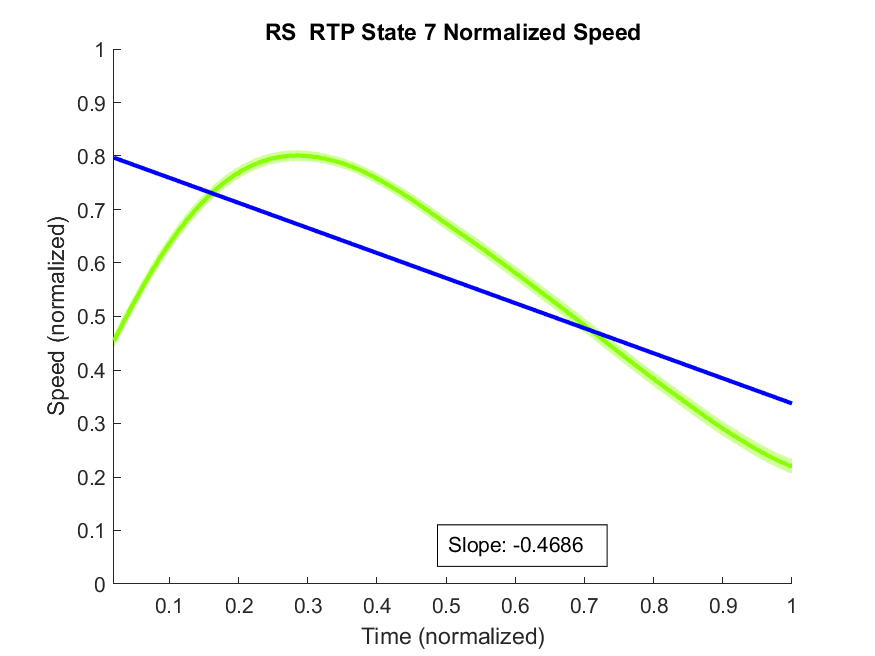 RS  RTP State 7 Normalized Speed
1
0.9
0.8
0.7
0.6
0.5
0.4
0.3
0.2
0.1
0
Speed (normalized)
Slope: -0.4686
0.1 0.2 0.3 0.4 0.5 0.6 0.7 0.8 0.9 1
Time (normalized)